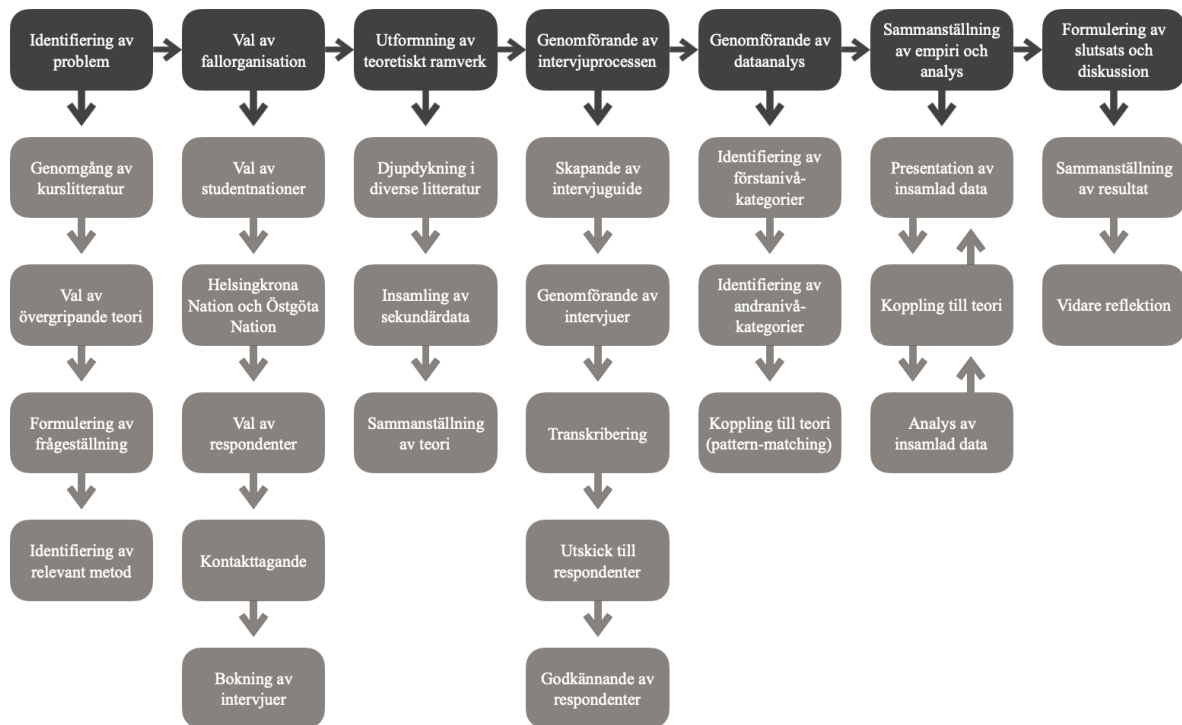 Identifiering av
problem
Val av
fallorganisation
Utformning av
teoretiskt ramverk
Genomförande av
intervjuprocessen
Genomförande av
dataanalys
Sammanställning
av empiri och
analys
Formulering av
slutsats och
diskussion
Genomgång av
kurslitteratur
Val av
studentnationer
Djupdykning i
diverse litteratur
Skapande av
intervjuguide
Identifiering av
förstanivå-
kategorier
Presentation av
insamlad data
Sammanställning
av resultat
Val av
övergripande teori
Helsingkrona
Nation och Östgöta
Nation
Insamling av
sekundärdata
Genomförande av
intervjuer
Identifiering av
andranivå-
kategorier
Koppling till teori
Vidare reflektion
Formulering av
frågeställning
Val av
respondenter
Sammanställning
av teori
Transkribering
Koppling till teori
(pattern-matching)
Analys av
insamlad data
Identifiering av
relevant metod
Kontakttagande
Utskick till
respondenter
Bokning av
intervjuer
Godkännande av
respondenter